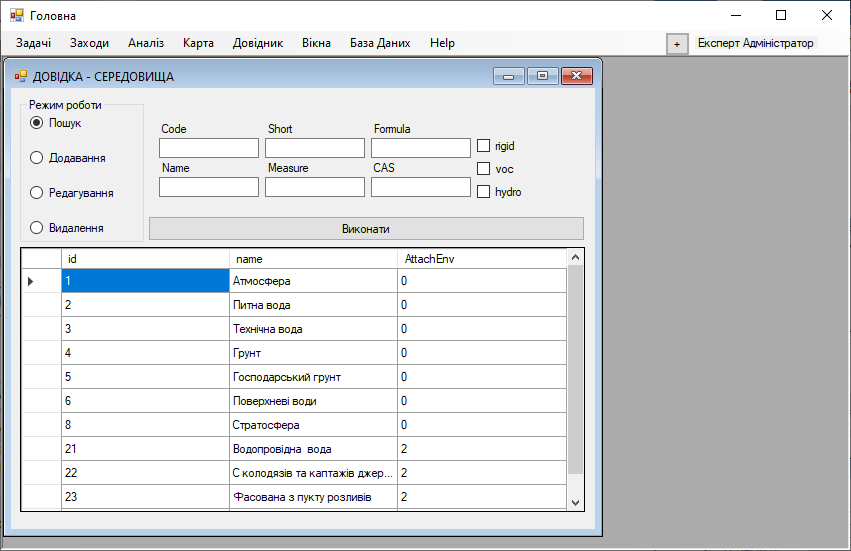 Головна
Задачі Заходи Аналіз Карта Довідник Вікна База Даних Help + Експерт Адміністратор
ДОВІДКА - СЕРЕДОВИЩА
Режим роботи
Пошук
Додавання
Редагування
Видалення
Code Short Formula
rigid
Name Measure CAS
voc
hydro
Виконати
id name AttachEnv
1 Атмосфера 0
2 Питна вода 0
3 Технічна вода 0
4 Грунт 0
5 Господарський грунт 0
6 Поверхневі води 0
8 Стратосфера 0
21 Водопровідна вода 2
22 С колодязів та каптажів джер... 2
23 Фасована з пукту розливів 2